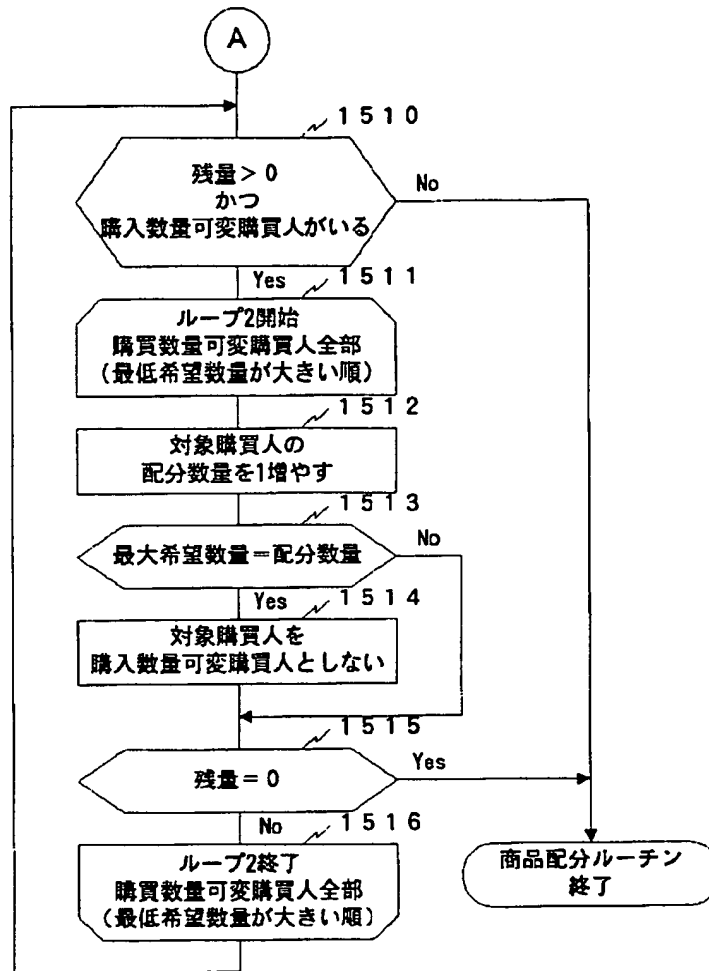 A
1510
残量>0
かつ
購入数量可変購買人がいる
No
Yes
1511
ループ2開始
購買数量可変購買人全部
(最低希望数量が大きい順)
1512
対象購買人の
配分数量を1増やす
1513
最大希望数量=配分数量
No
Yes
1514
対象購買人を
購入数量可変購買人としない
1515
残量=0
Yes
No
1516
ループ2終了
購買数量可変購買人全部
(最低希望数量が大きい順)
商品配分ルーチン
終了